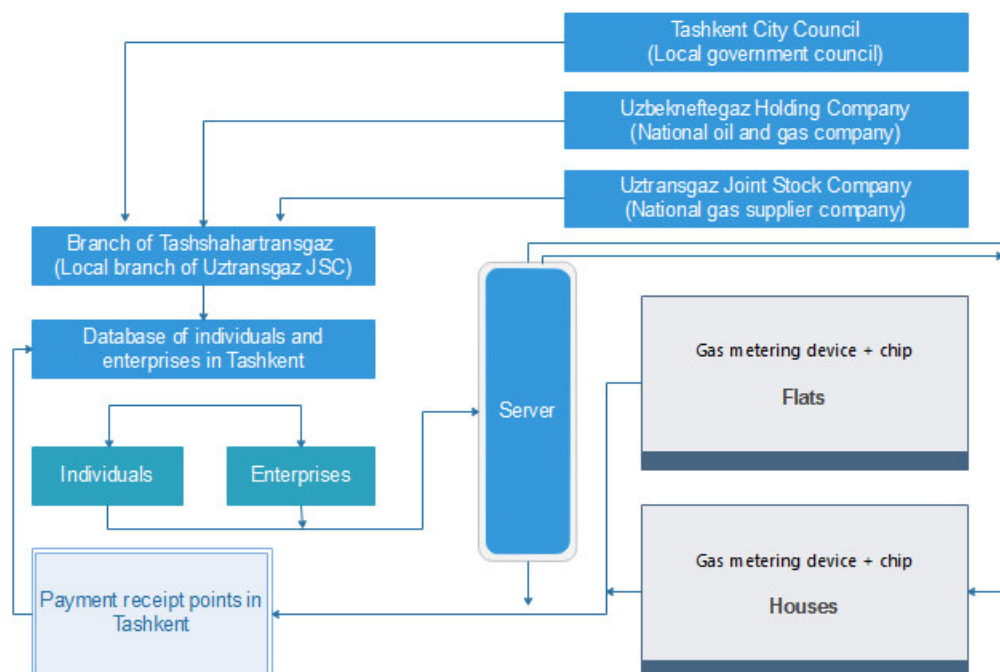 Tashkent City Council
(Local government council)
Uzbekneftegaz Holding Company
(National oil and gas company)
Uztransgaz Joint Stock Company
(National gas supplier company)
Branch of Tashshahartransgaz
(Local branch of Uztransgaz JSC)
Database of individuals and
enterprises in Tashkent
Individuals
Enterprises
Server
Gas metering device + chip
Flats
Gas metering device + chip
Houses
Payment receipt points in
Tashkent